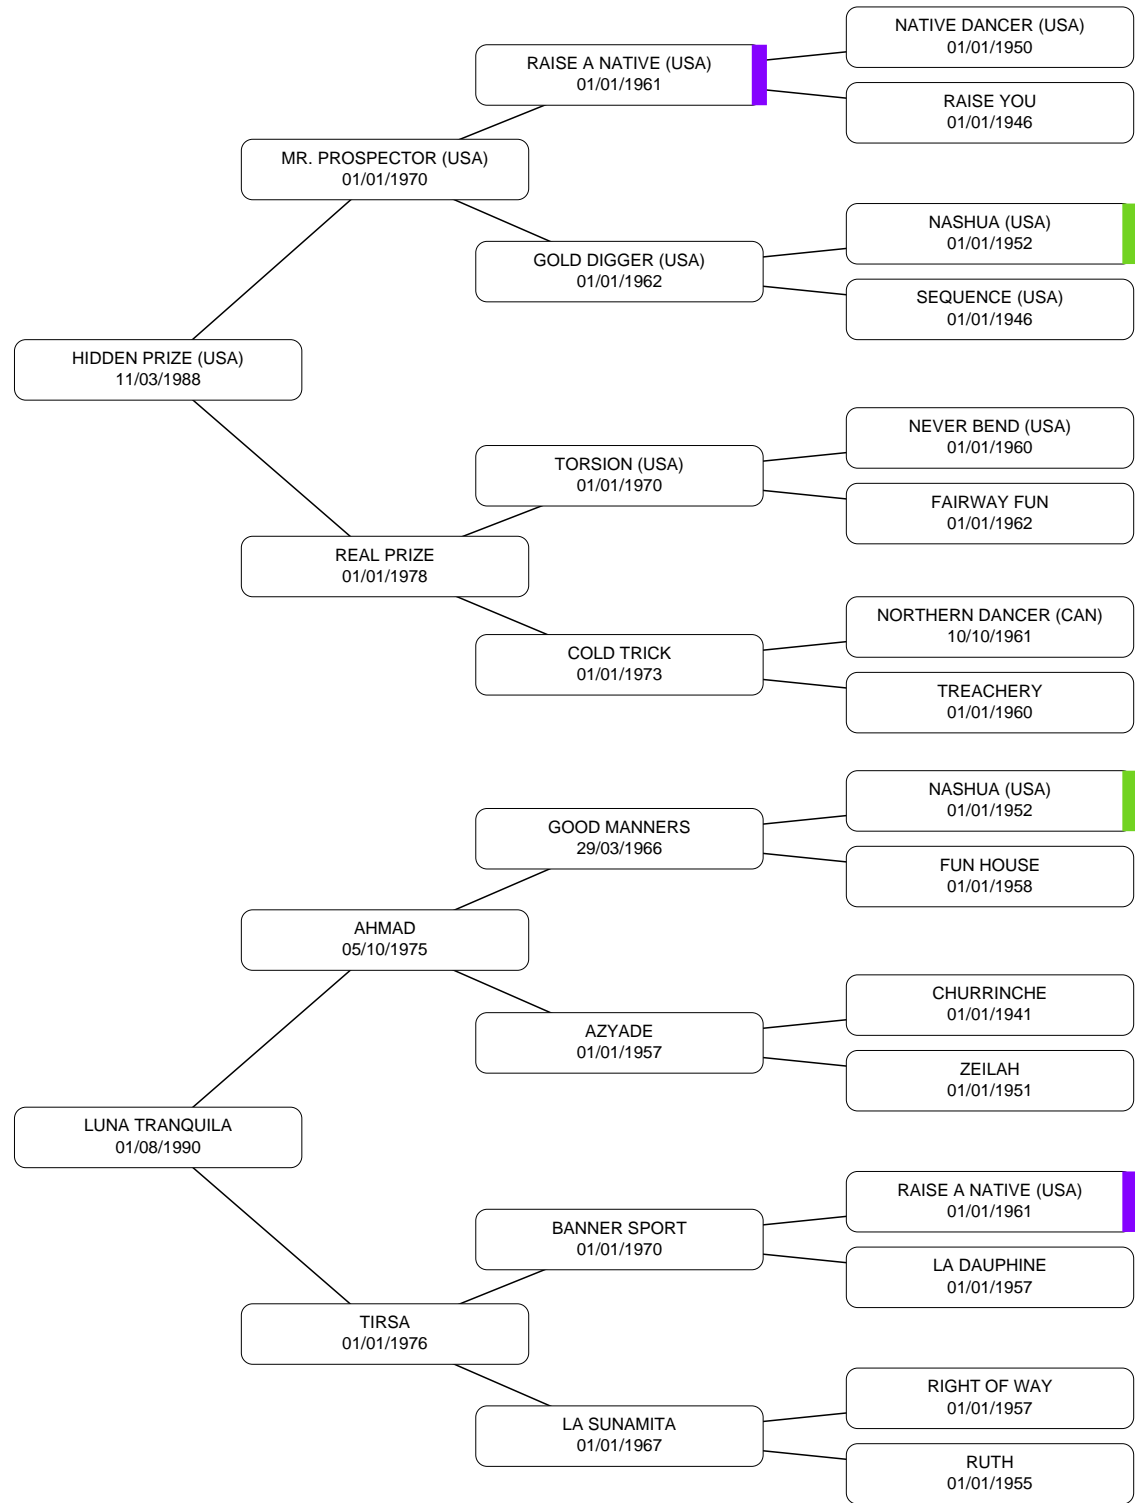 NATIVE DANCER (USA)
01/01/1950
RAISE A NATIVE (USA)
01/01/1961
RAISE YOU
01/01/1946
MR. PROSPECTOR (USA)
01/01/1970
NASHUA (USA)
01/01/1952
GOLD DIGGER (USA)
01/01/1962
SEQUENCE (USA)
01/01/1946
HIDDEN PRIZE (USA)
11/03/1988
NEVER BEND (USA)
01/01/1960
TORSION (USA)
01/01/1970
FAIRWAY FUN
01/01/1962
REAL PRIZE
01/01/1978
NORTHERN DANCER (CAN)
10/10/1961
COLD TRICK
01/01/1973
TREACHERY
01/01/1960
NASHUA (USA)
01/01/1952
GOOD MANNERS
29/03/1966
FUN HOUSE
01/01/1958
AHMAD
05/10/1975
CHURRINCHE
01/01/1941
AZYADE
01/01/1957
ZEILAH
01/01/1951
LUNA TRANQUILA
01/08/1990
RAISE A NATIVE (USA)
01/01/1961
BANNER SPORT
01/01/1970
LA DAUPHINE
01/01/1957
TIRSA
01/01/1976
RIGHT OF WAY
01/01/1957
LA SUNAMITA
01/01/1967
RUTH
01/01/1955